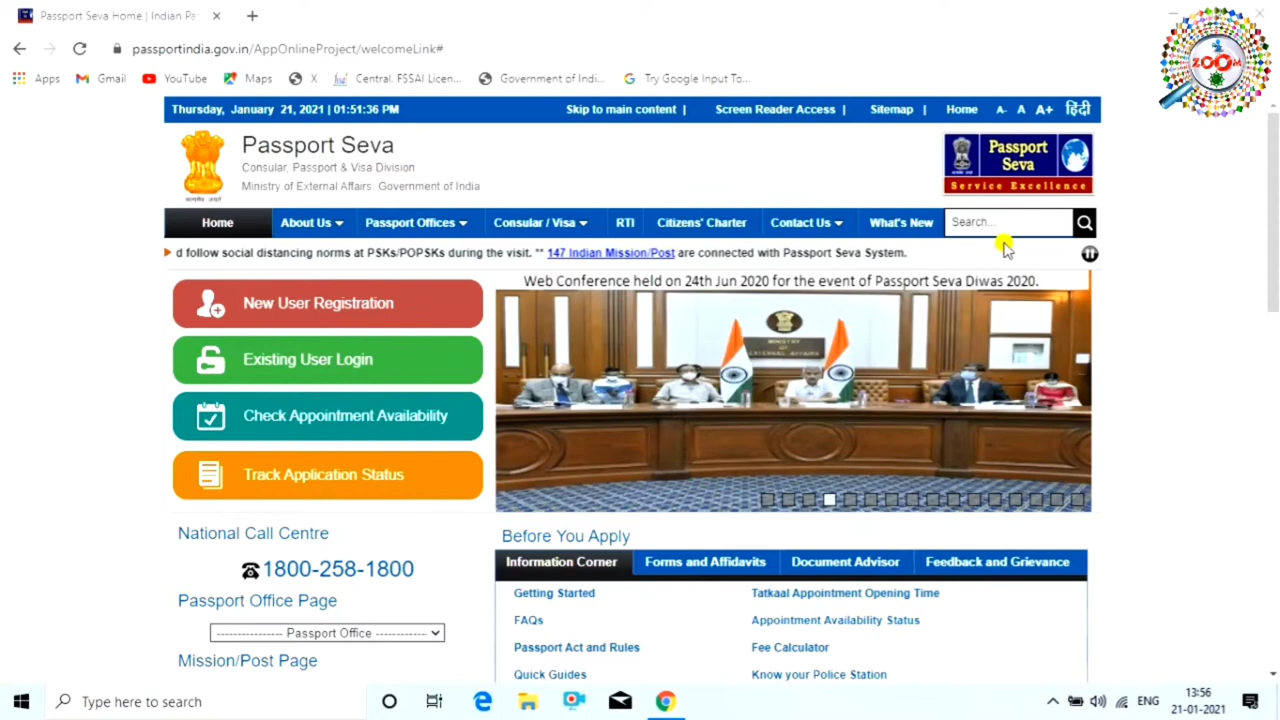 Passport Seva Home | Indian Pa
passportindia.gov.in/AppOnlineProject/welcomeLink#
Apps Gmail YouTube Maps X Central. FSSAI Licen... Government of Indi... Try Google Input To...
ZOOM
Thursday, January 21, 2021 | 01:51:36 PM Skip to main content | Screen Reader Access / Sitemap | Home A- A A+ हिंदी
Passport Seva
Consular, Passport & Visa Division
Ministry of External Affairs, Government of India
Passport
Seva
Service Excellence
Home About Us Passport Offices Consular / Visa RTI Citizens' Charter Contact Us What's New Search...
d follow social distancing norms at PSKs/POPSKs during the visit. ** 147 Indian Mission/Post are connected with Passport Seva System.
Web Conference held on 24th Jun 2020 for the event of Passport Seva Diwas 2020.
MINISTRY
OF
EXTERNAL AFFAIRS
New User Registration
Existing User Login
Check Appointment Availability
Track Application Status
National Call Centre
1800-258-1800
Passport Office Page
---------------- Passport Office --------------
Mission/Post Page
Before You Apply
Information Corner Forms and Affidavits Document Advisor Feedback and Grievance
Getting Started Tatkaal Appointment Opening Time
FAQs Appointment Availability Status
Passport Act and Rules Fee Calculator
Quick Guides Know your Police Station
Type here to search
ENG 13:56
21-01-2021